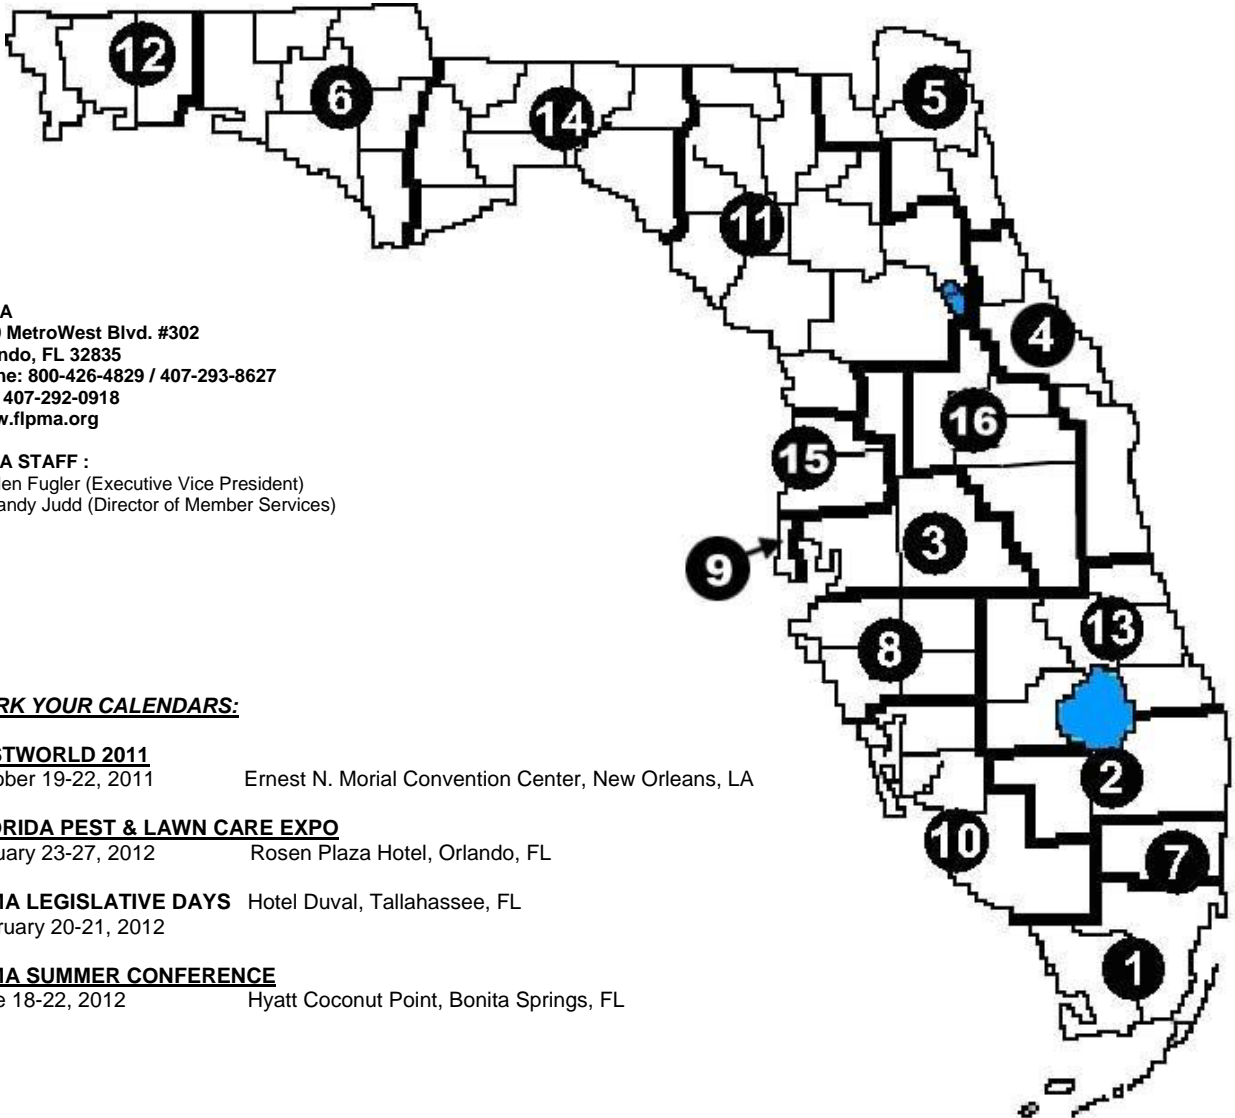 A
MetroWest Blvd. #302
ndo, FL 32835
ne: 800-426-4829 / 407-293-8627
407-292-0918
w.flpma.org
A STAFF :
len Fugler (Executive Vice President)
andy Judd (Director of Member Services)
RK YOUR CALENDARS:
STWORLD 2011
ober 19-22, 2011 Ernest N. Morial Convention Center, New Orleans, LA
ORIDA PEST & LAWN CARE EXPO
uary 23-27, 2012 Rosen Plaza Hotel, Orlando, FL
MA LEGISLATIVE DAYS Hotel Duval, Tallahassee, FL
ruary 20-21, 2012
MA SUMMER CONFERENCE
e 18-22, 2012 Hyatt Coconut Point, Bonita Springs, FL
12
6
14
5
11
4
16
15
3
9
13
8
2
10
7
1